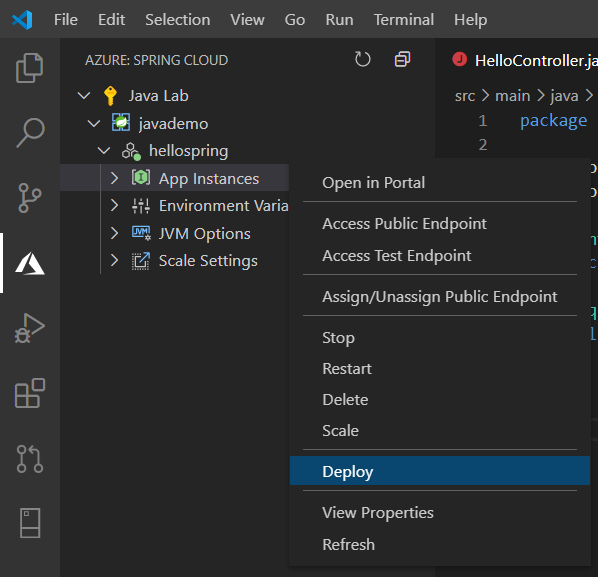 File Edit Selection View Go Run Terminal Help
AZURE: SPRING CLOUD
Java Lab
javademo
hellospring
App Instances
Environment Varia
JVM Options
Scale Settings
HelloController.ja
src > main > java >
1 package
2
Open in Portal
Access Public Endpoint
Access Test Endpoint
Assign/Unassign Public Endpoint
Stop
Restart
Delete
Scale
Deploy
View Properties
Refresh